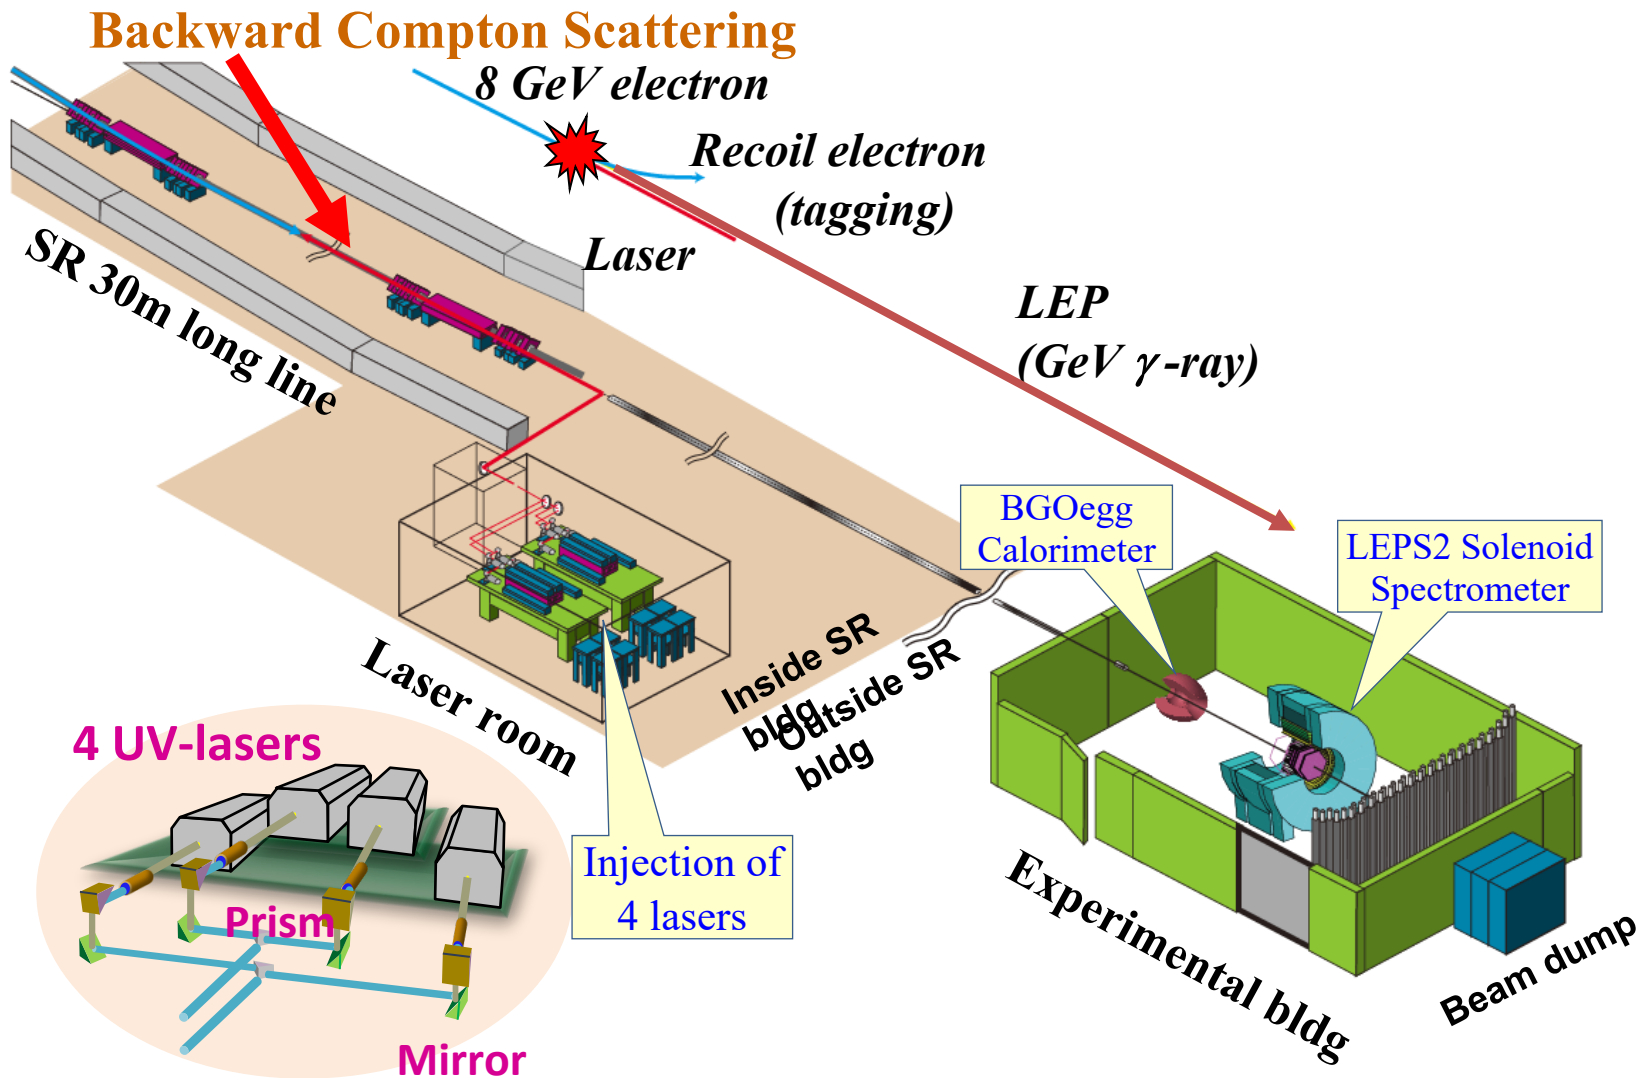 Backward Compton Scattering
8 GeV electron
Recoil electron
(tagging)
Laser
SR 30m long line
LEP
(GeV γ-ray)
BGOegg
Calorimeter
LEPS2 Solenoid
Spectrometer
Inside SR
bldg
Outside SR
bldg
Laser room
4 UV-lasers
Injection of
4 lasers
Prism
Mirror
Experimental bldg
Beam dump